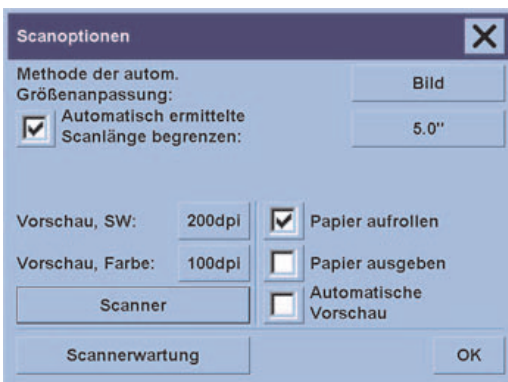 Scanoptionen
Methode der autom.
Größenanpassung:
Bild
Automatisch ermittelte
Scanlänge begrenzen:
5.0"
Vorschau, SW:
200dpi
Papier aufrollen
Vorschau, Farbe:
100dpi
Papier ausgeben
Scanner
Automatische
Vorschau
Scannerwartung
OK